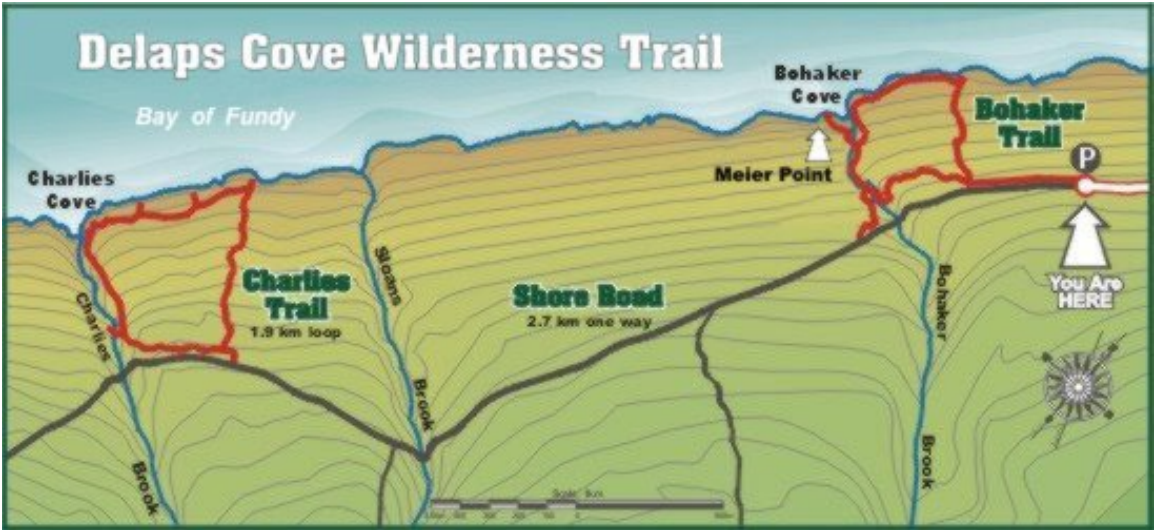 Delaps Cove Wilderness Trail
Bay of Fundy
Bohaker
Cove
Bohaker
Trail
P
Meier Point
Charlies
Cove
You Are
HERE
Charlies
Trail
1.9 km loop
Shore Road
2.7 km one way
Sloans
Brook
Charlies
Brook
Bohaker
Brook